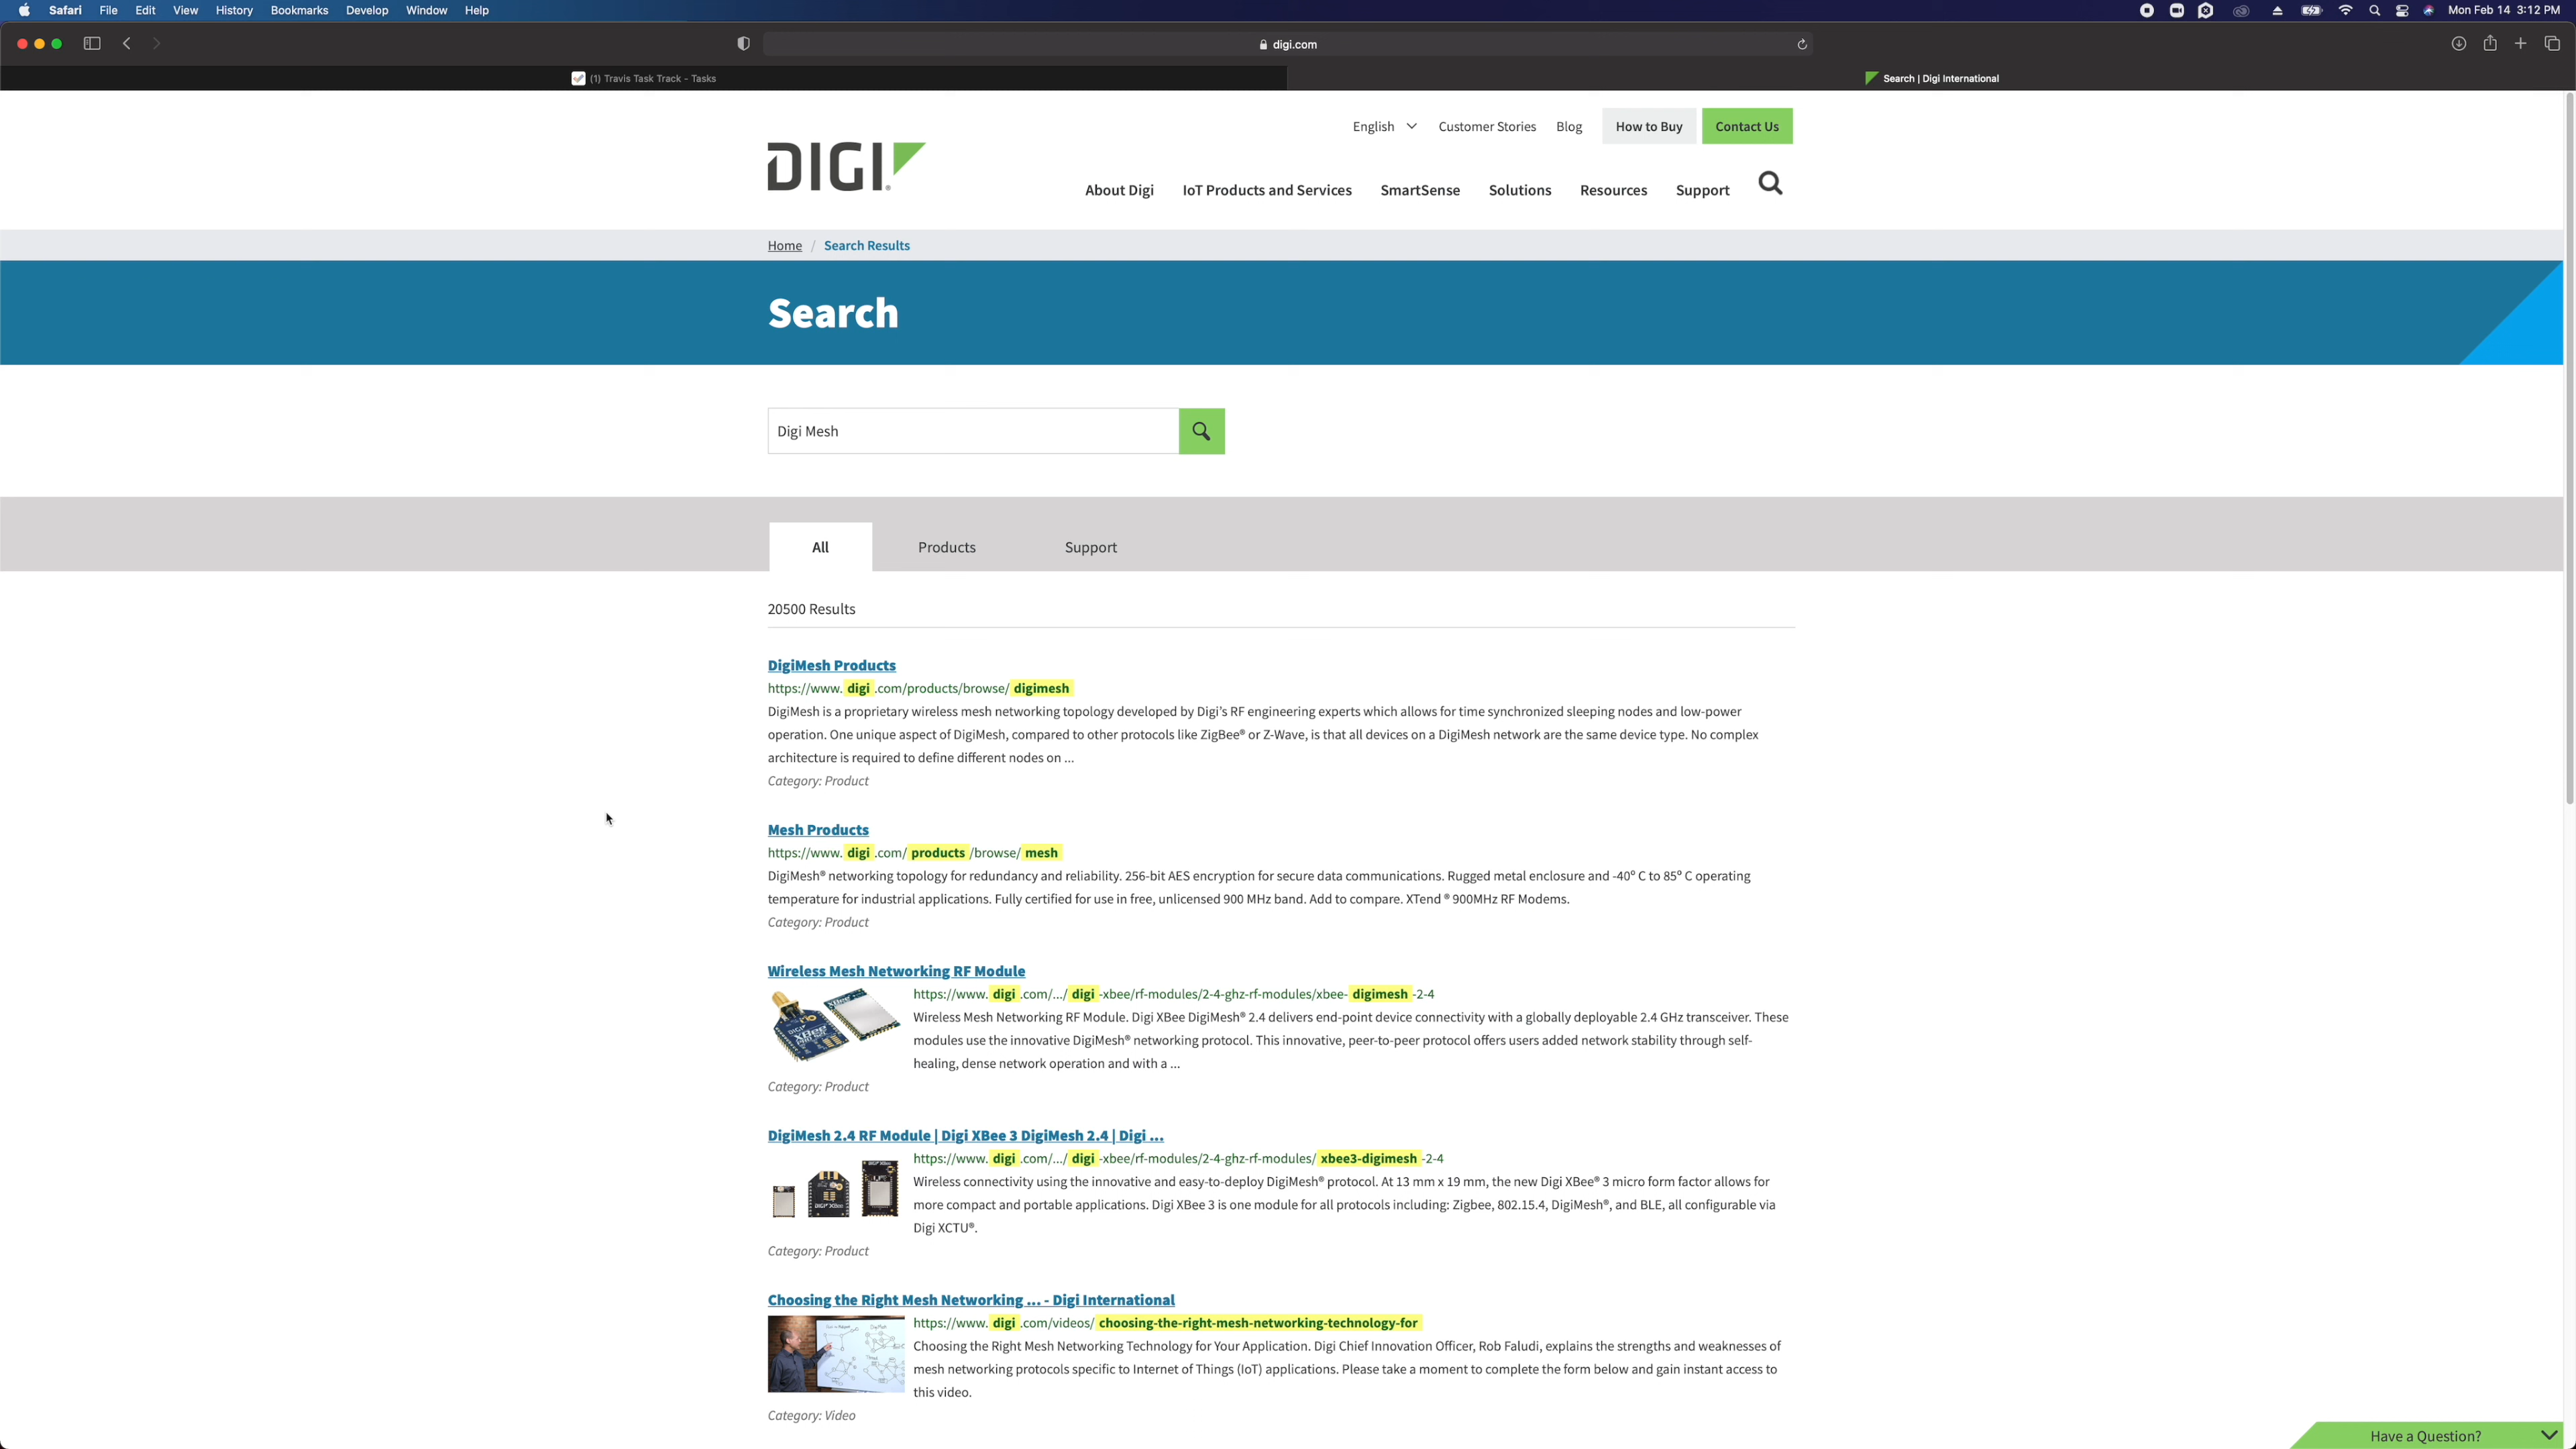 Safari File Edit View History Bookmarks Develop Window Help
Mon Feb 14 3:12 PM
digi.com
(1) Travis Task Track - Tasks
Search | Digi International
English Customer Stories Blog How to Buy Contact Us
DIGI
About Digi IoT Products and Services SmartSense Solutions Resources Support
Home / Search Results
Search
Digi Mesh
All Products Support
20500 Results
DigiMesh Products
https://www. digi .com/products/browse/ digimesh
DigiMesh is a proprietary wireless mesh networking topology developed by Digi's RF engineering experts which allows for time synchronized sleeping nodes and low-power
operation. One unique aspect of DigiMesh, compared to other protocols like ZigBee® or Z-Wave, is that all devices on a DigiMesh network are the same device type. No complex
architecture is required to define different nodes on ...
Category: Product
Mesh Products
https://www. digi .com/ products /browse/ mesh
DigiMesh® networking topology for redundancy and reliability. 256-bit AES encryption for secure data communications. Rugged metal enclosure and -40° C to 85° C operating
temperature for industrial applications. Fully certified for use in free, unlicensed 900 MHz band. Add to compare. XTend ® 900MHz RF Modems.
Category: Product
Wireless Mesh Networking RF Module
https://www. digi .com/.../ digi -xbee/rf-modules/2-4-ghz-rf-modules/xbee- digimesh -2-4
Wireless Mesh Networking RF Module. Digi XBee DigiMesh® 2.4 delivers end-point device connectivity with a globally deployable 2.4 GHz transceiver. These
modules use the innovative DigiMesh® networking protocol. This innovative, peer-to-peer protocol offers users added network stability through self-
healing, dense network operation and with a ...
Category: Product
DigiMesh 2.4 RF Module | Digi XBee 3 DigiMesh 2.4 | Digi ...
https://www. digi .com/.../ digi -xbee/rf-modules/2-4-ghz-rf-modules/ xbee3-digimesh -2-4
Wireless connectivity using the innovative and easy-to-deploy DigiMesh® protocol. At 13 mm x 19 mm, the new Digi XBee® 3 micro form factor allows for
more compact and portable applications. Digi XBee 3 is one module for all protocols including: Zigbee, 802.15.4, DigiMesh®, and BLE, all configurable via
Digi XCTU®.
Category: Product
Choosing the Right Mesh Networking ... - Digi International
https://www. digi .com/videos/ choosing-the-right-mesh-networking-technology-for
Choosing the Right Mesh Networking Technology for Your Application. Digi Chief Innovation Officer, Rob Faludi, explains the strengths and weaknesses of
mesh networking protocols specific to Internet of Things (IoT) applications. Please take a moment to complete the form below and gain instant access to
this video.
Category: Video
Have a Question?